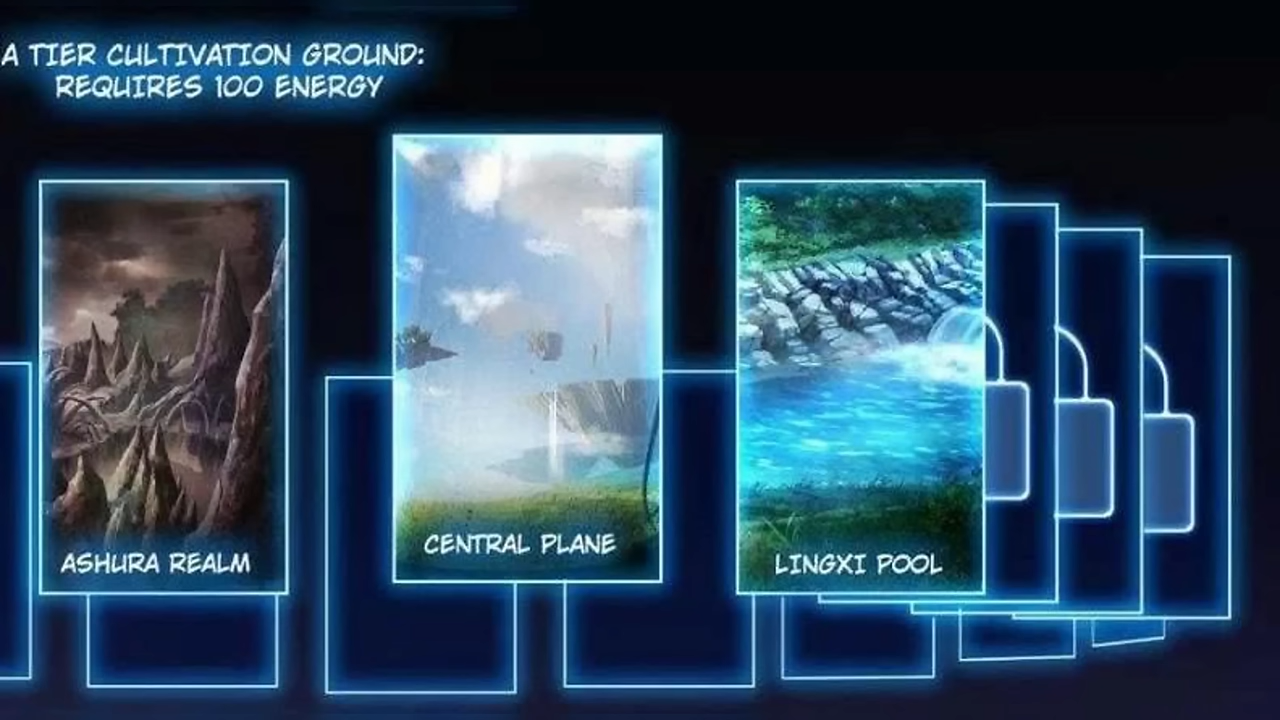 A TIER CULTIVATION GROUND:
REQUIRES 100 ENERGY
ASHURA REALM
CENTRAL PLANE
LINGXI POOL